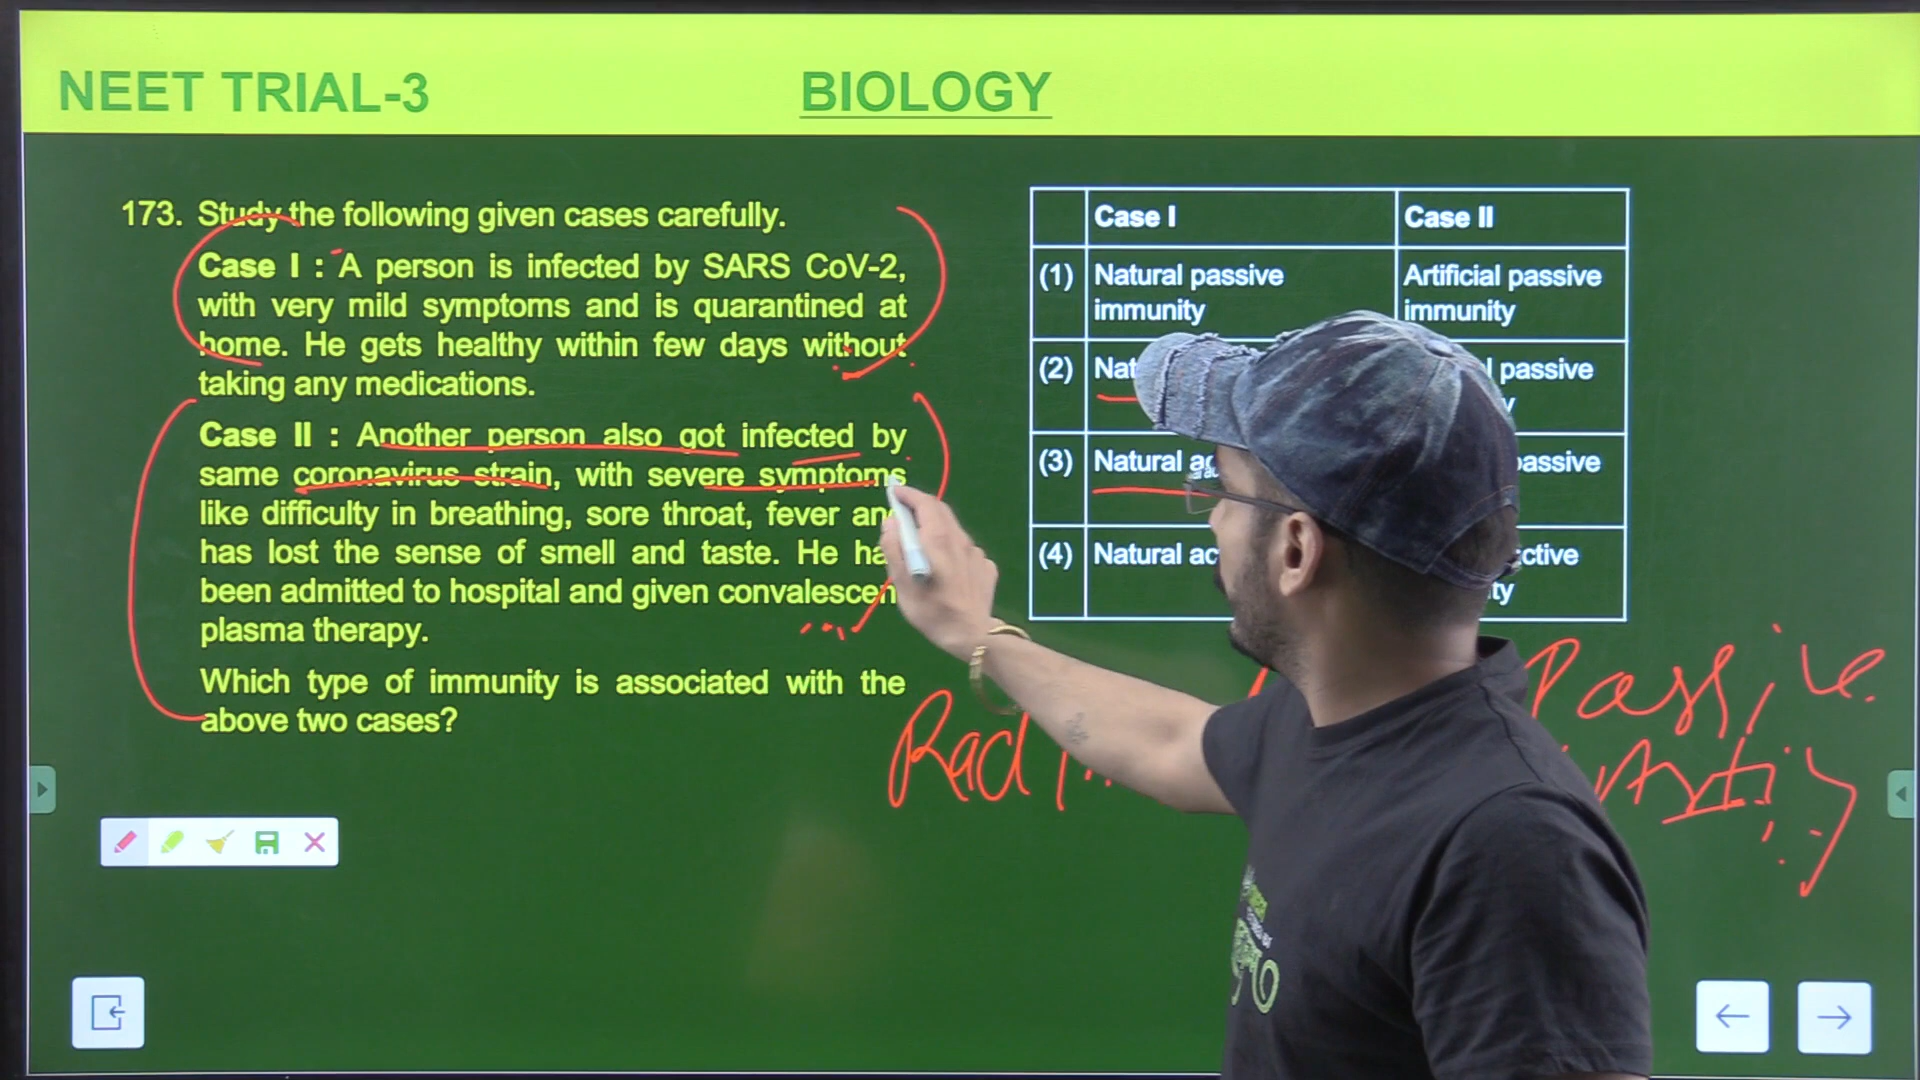 NEET TRIAL-3
BIOLOGY
173. Study the following given cases carefully.
Case I : A person is infected by SARS CoV-2,
with very mild symptoms and is quarantined at
home. He gets healthy within few days without
taking any medications.
Case II : Another person also got infected by
same coronavirus strain, with severe symptoms
like difficulty in breathing, sore throat, fever an
has lost the sense of smell and taste. He ha
been admitted to hospital and given convalescen
plasma therapy.
Which type of immunity is associated with the
above two cases?
Case I Case II
(1) Natural passive immunity Artificial passive immunity
(2) Nat l passive
(3) Natural ac passive
(4) Natural ac ctive ity
Passive
Rad